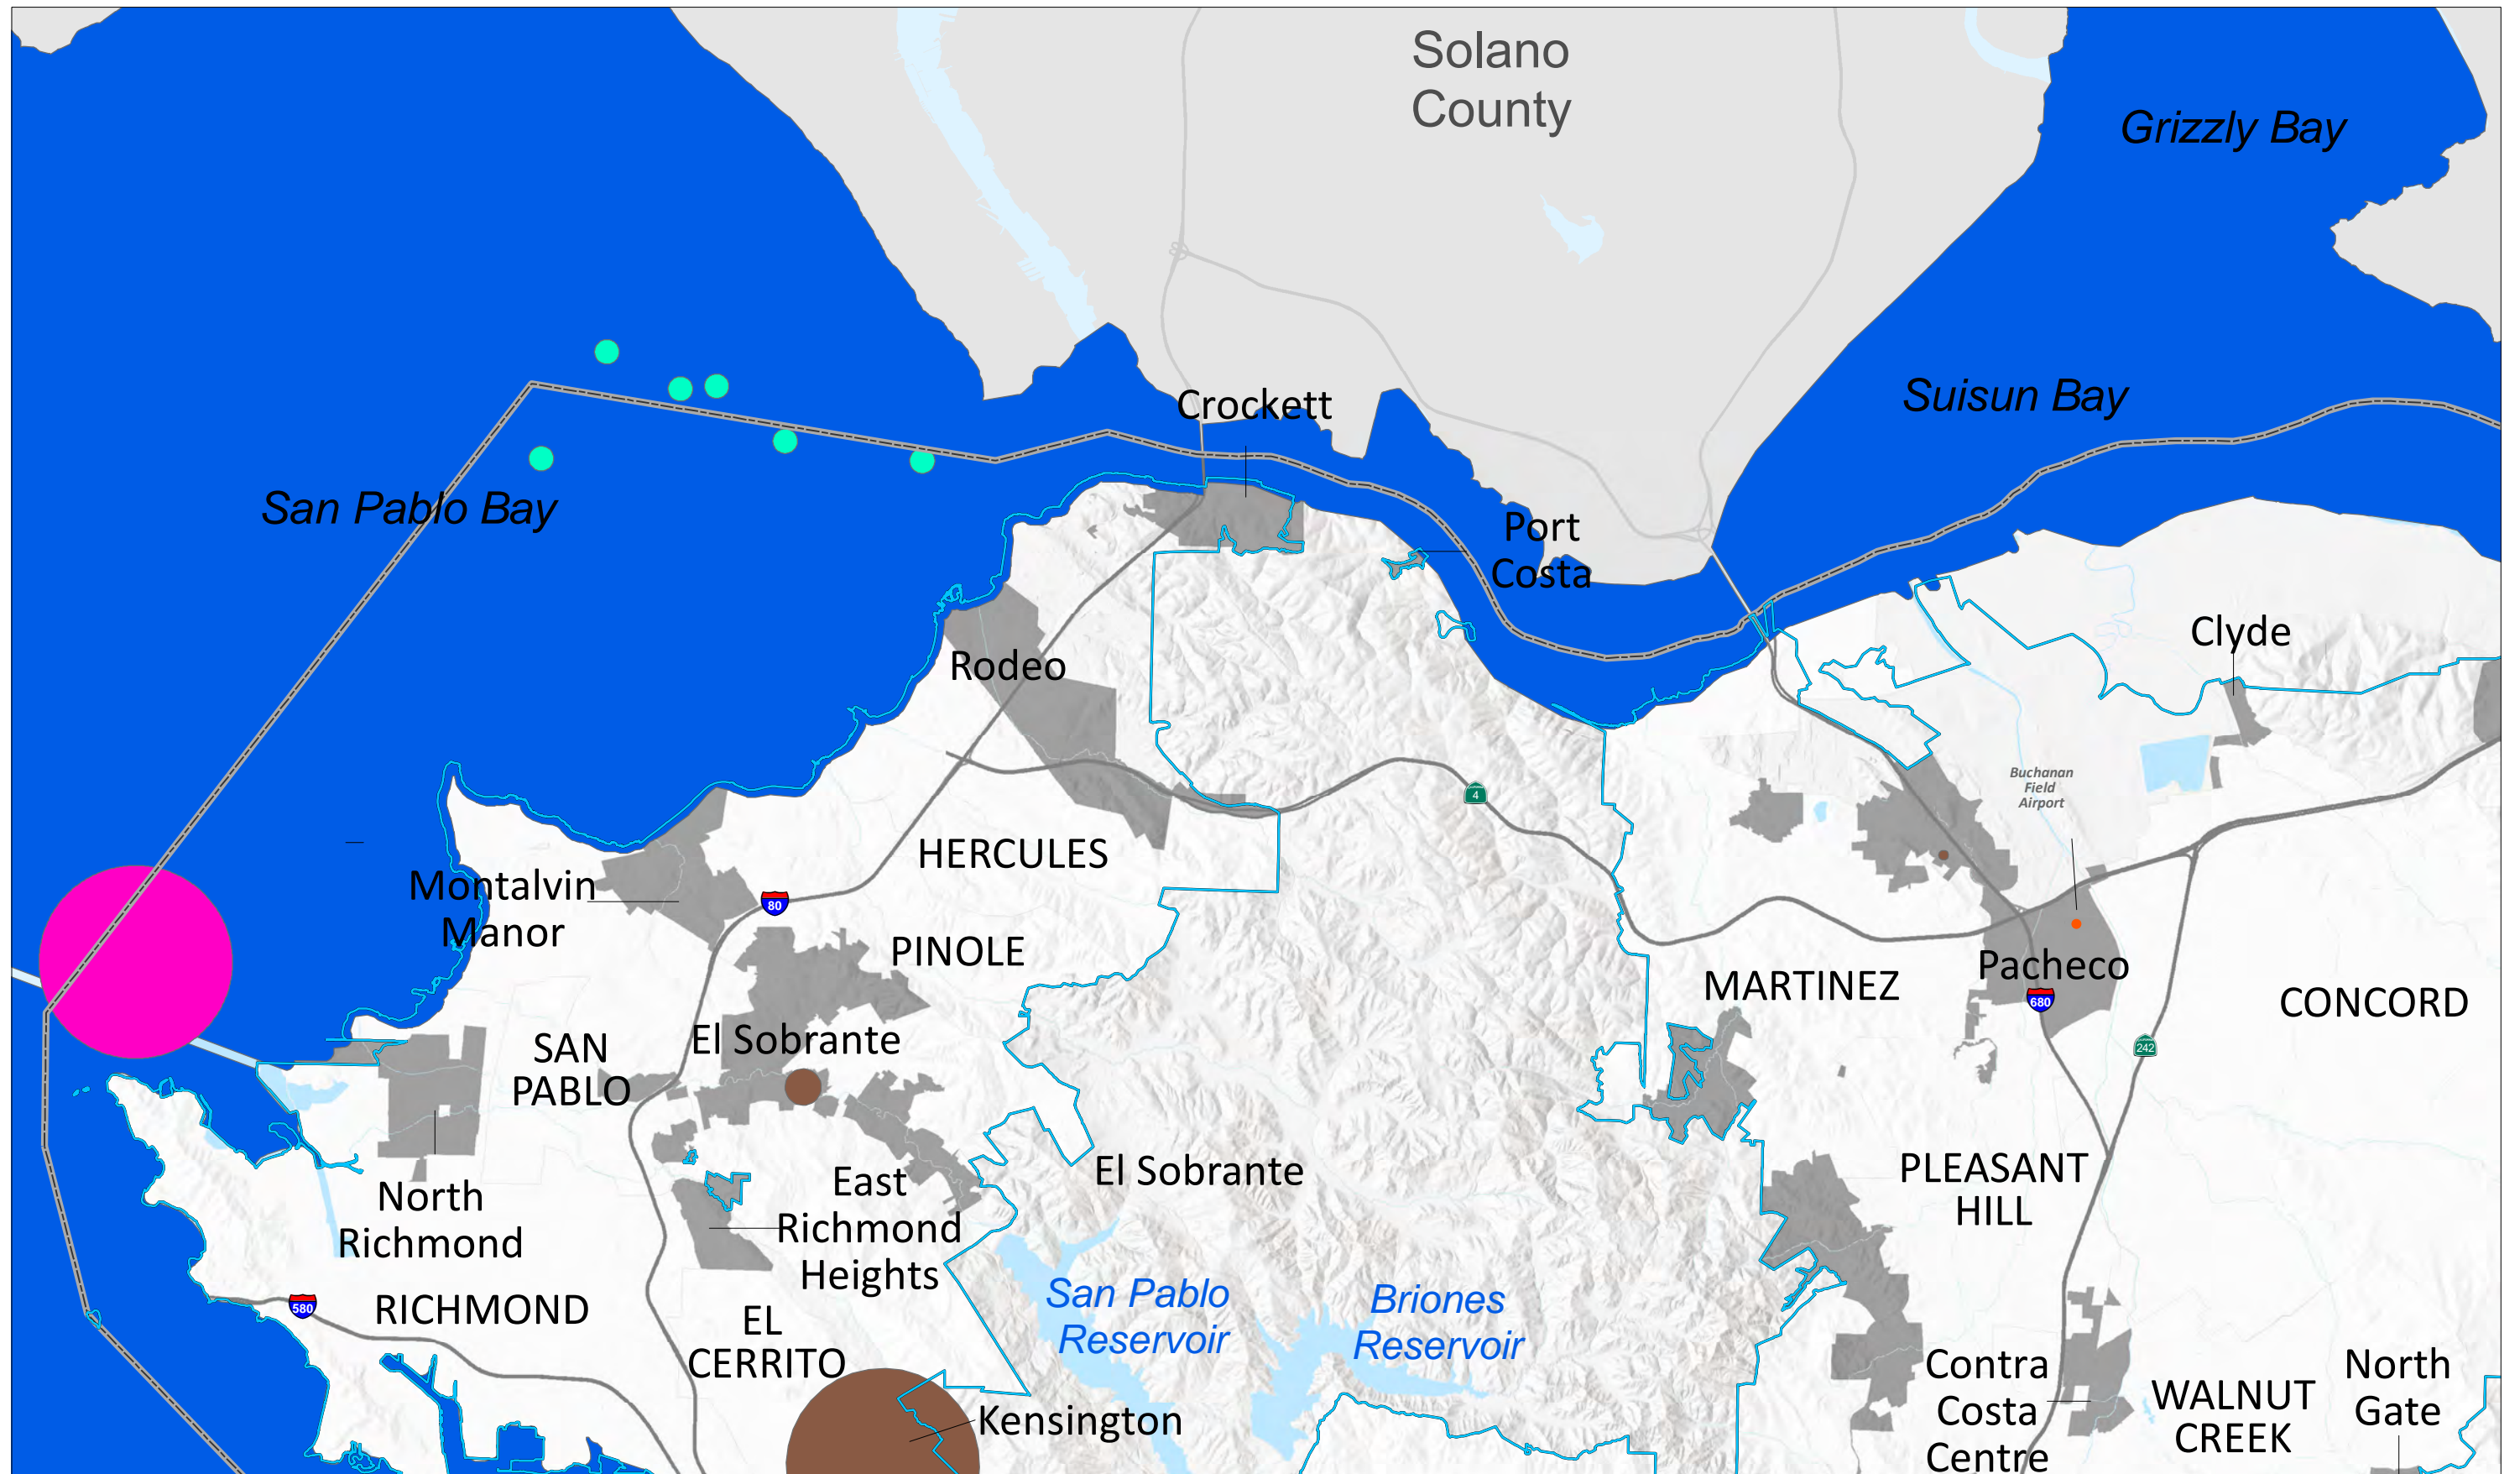 Solano
County
Grizzly Bay
Suisun Bay
Crockett
San Pablo Bay
Port
Costa
Clyde
Rodeo
Buchanan
Field
Airport
4
HERCULES
Montalvin
Manor
80
PINOLE
Pacheco
MARTINEZ
680
CONCORD
SAN
PABLO
El Sobrante
242
El Sobrante
PLEASANT
HILL
North
Richmond
East
Richmond
Heights
580
RICHMOND
San Pablo
Reservoir
Briones
Reservoir
EL
CERRITO
Kensington
Contra
Costa
Centre
WALNUT
CREEK
North
Gate